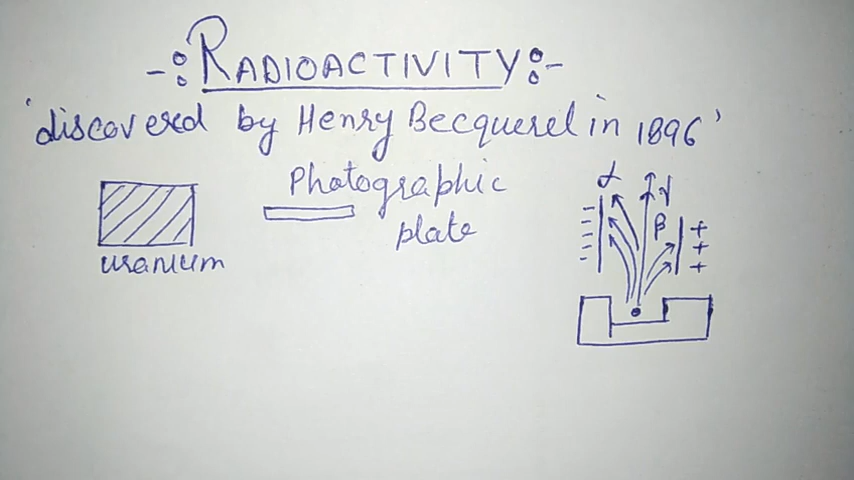 -: RADIOACTIVITY :-
'discovered by Henry Becquerel in 1896'
Photographic
plate
uranium
α γ
β
- - - -
+ + +